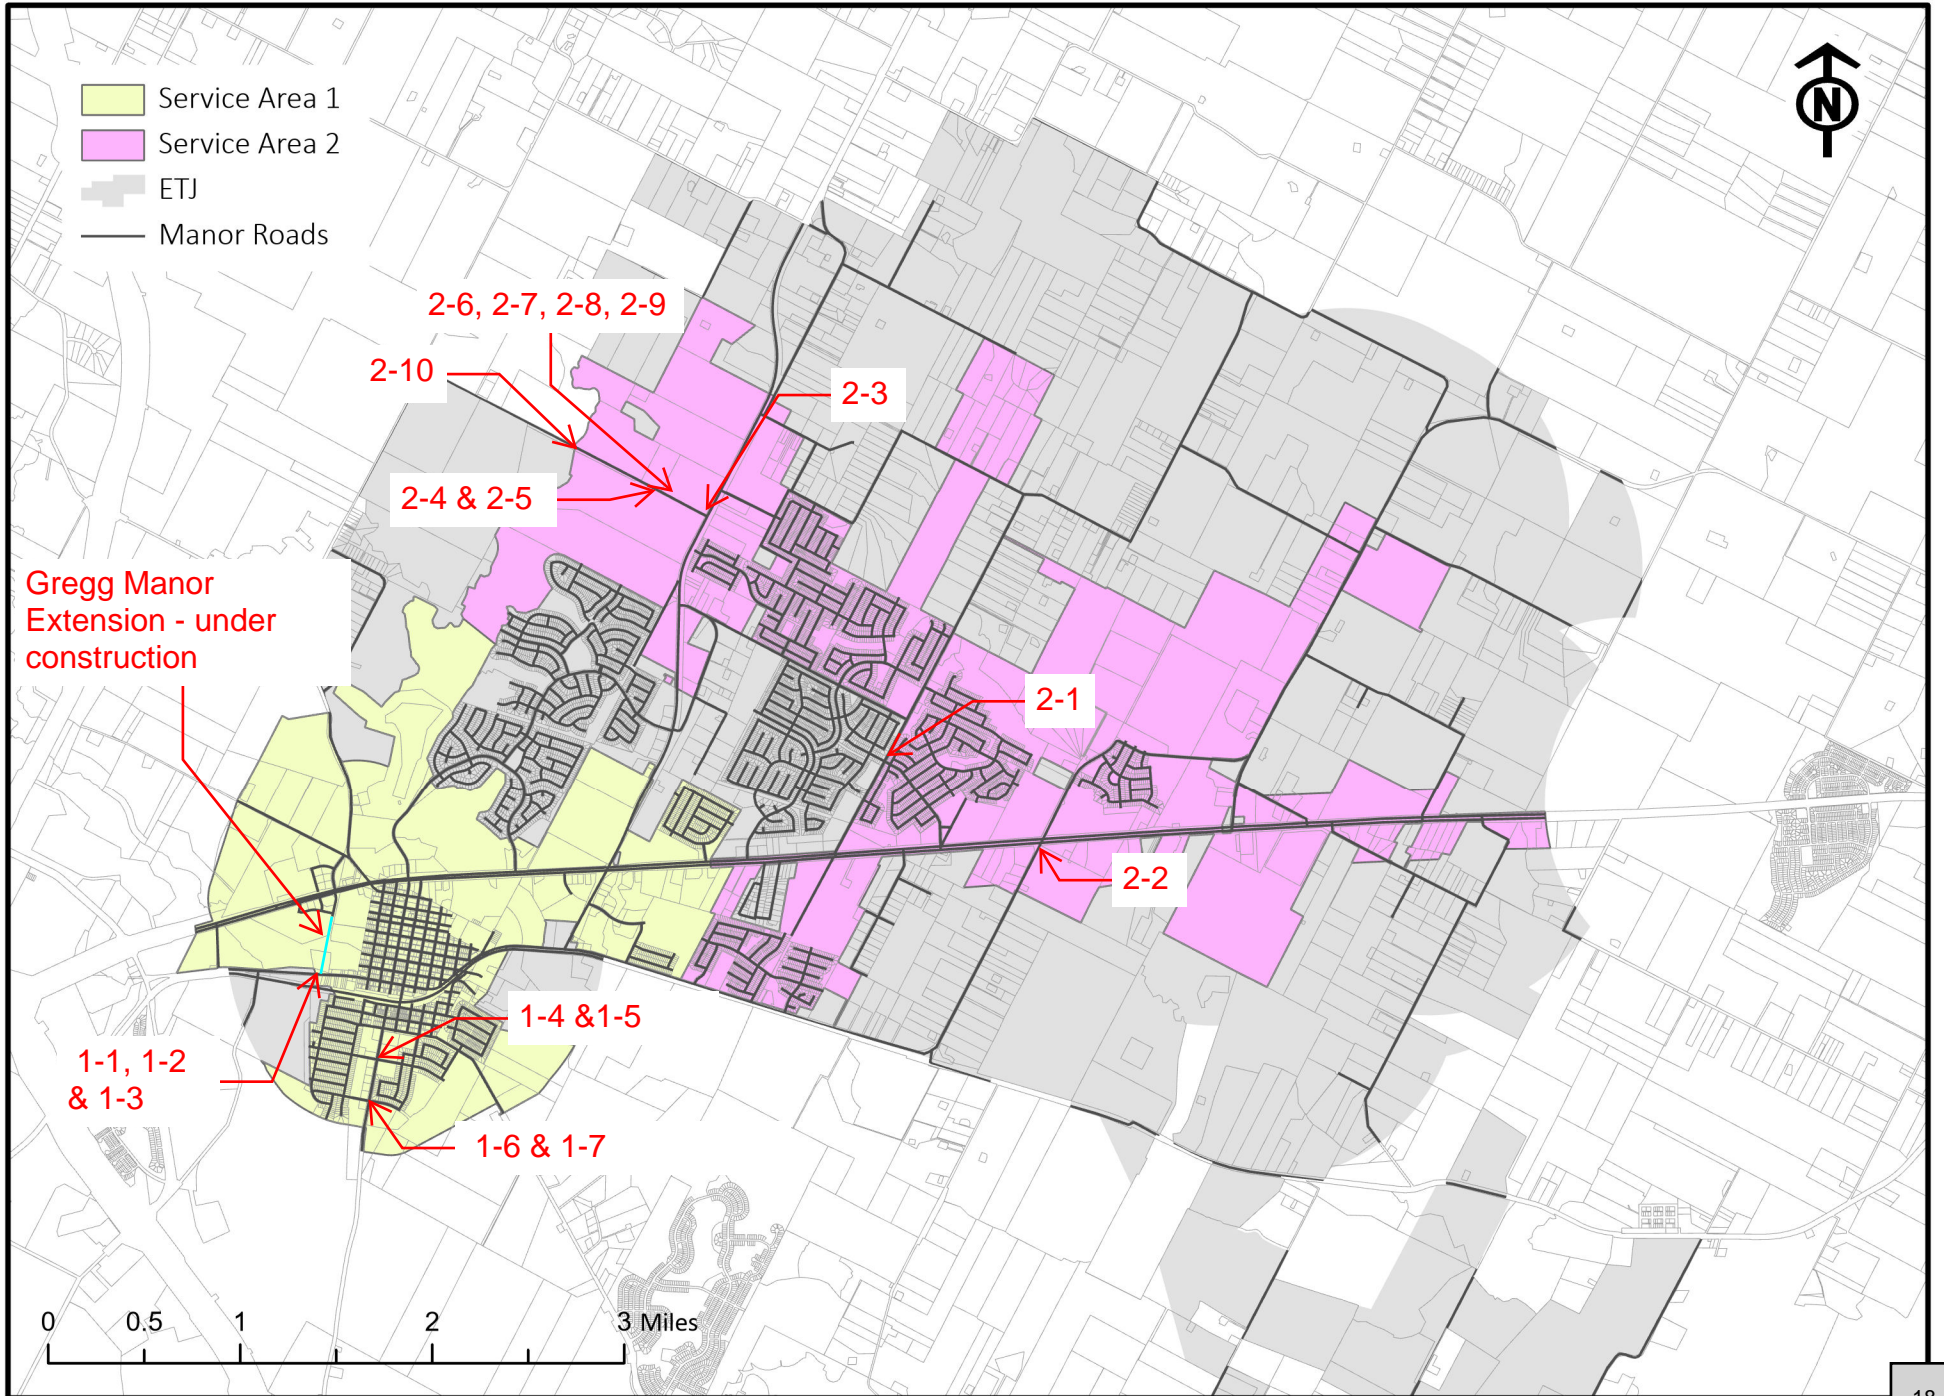 Service Area 1
Service Area 2
ETJ
Manor Roads
N
2-6, 2-7, 2-8, 2-9
2-10
2-3
2-4 & 2-5
Gregg Manor
Extension - under
construction
2-1
2-2
1-4 &1-5
1-1, 1-2
& 1-3
1-6 & 1-7
0 0.5 1 2 3 Miles
18